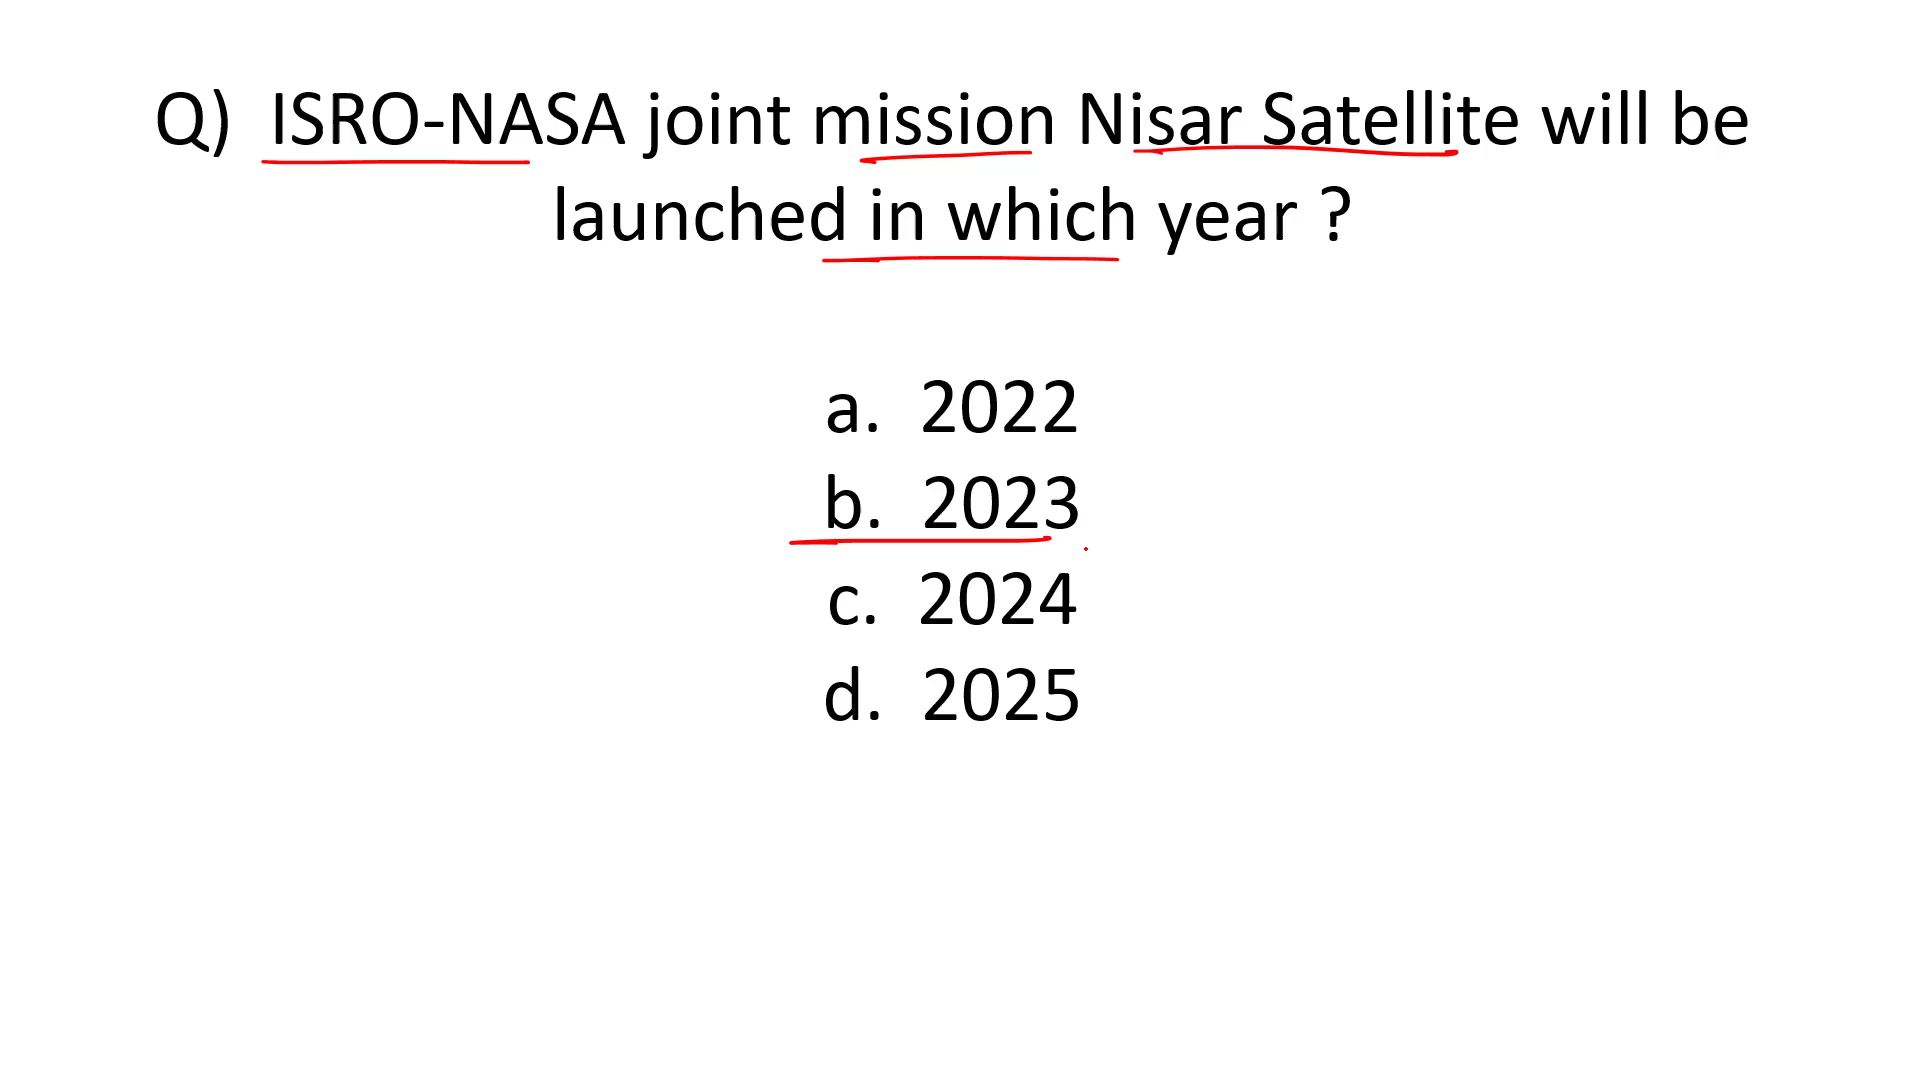 Q) ISRO-NASA joint mission Nisar Satellite will be
launched in which year ?
a. 2022
b. 2023
c. 2024
d. 2025